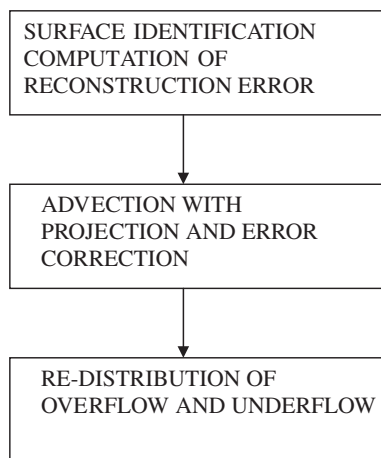 SURFACE IDENTIFICATION
COMPUTATION OF
RECONSTRUCTION ERROR
ADVECTION WITH
PROJECTION AND ERROR
CORRECTION
RE-DISTRIBUTION OF
OVERFLOW AND UNDERFLOW